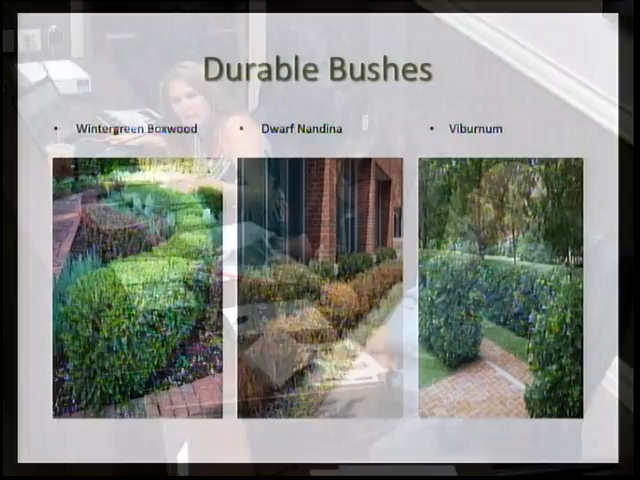 Durable Bushes
• Wintergreen Boxwood
• Dwarf Nandina
• Viburnum